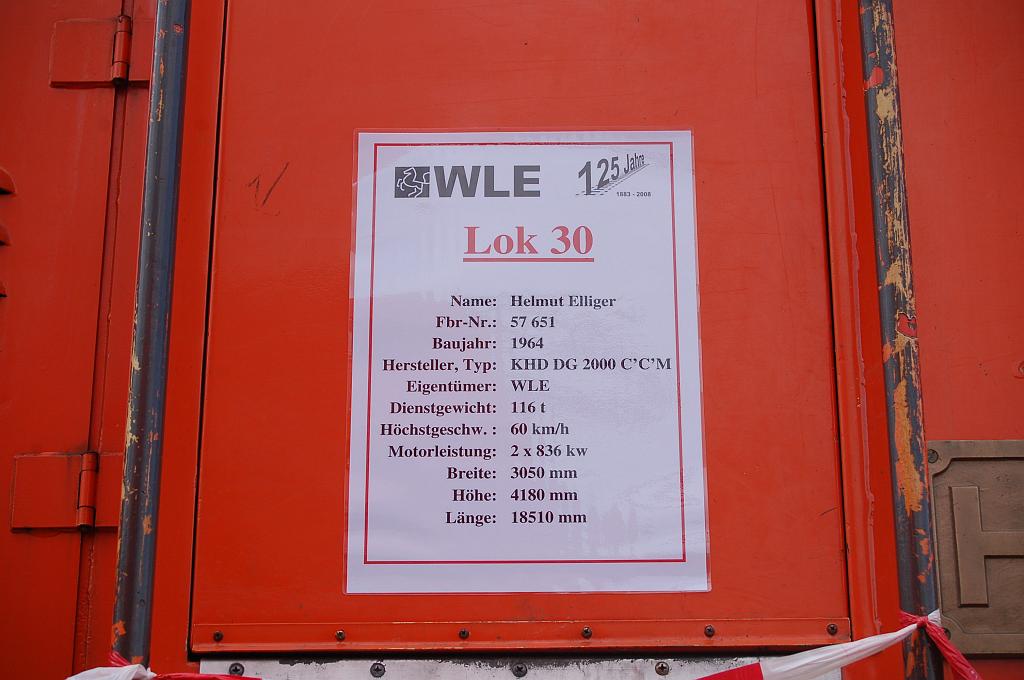 WLE
125 Jahre
1883 - 2008
Lok 30
Name: Helmut Elliger
Fbr-Nr.: 57 651
Baujahr: 1964
Hersteller, Typ: KHD DG 2000 C'C'M
Eigentümer: WLE
Dienstgewicht: 116 t
Höchstgeschw. : 60 km/h
Motorleistung: 2 x 836 kw
Breite: 3050 mm
Höhe: 4180 mm
Länge: 18510 mm